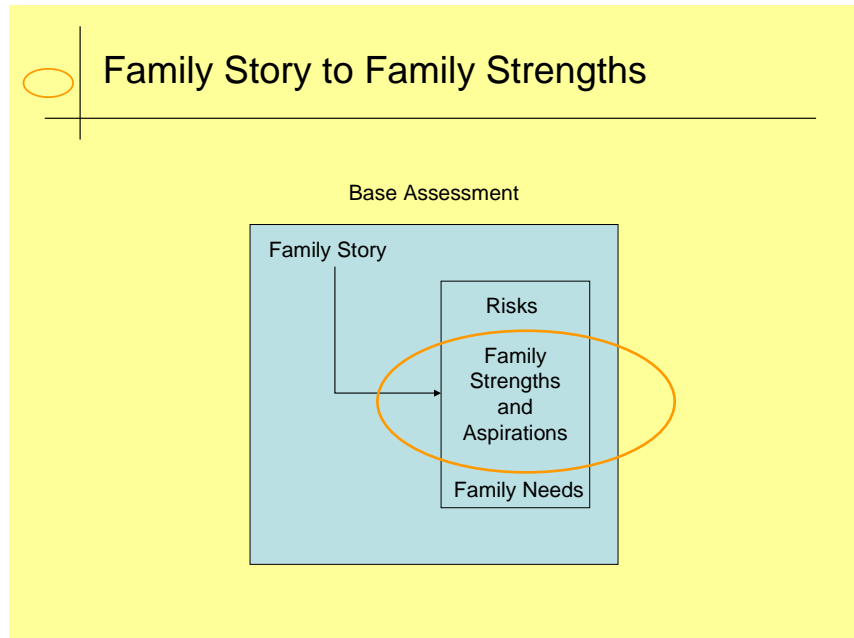 Family Story to Family Strengths
Base Assessment
Family Story
Risks
Family
Strengths
and
Aspirations
Family Needs